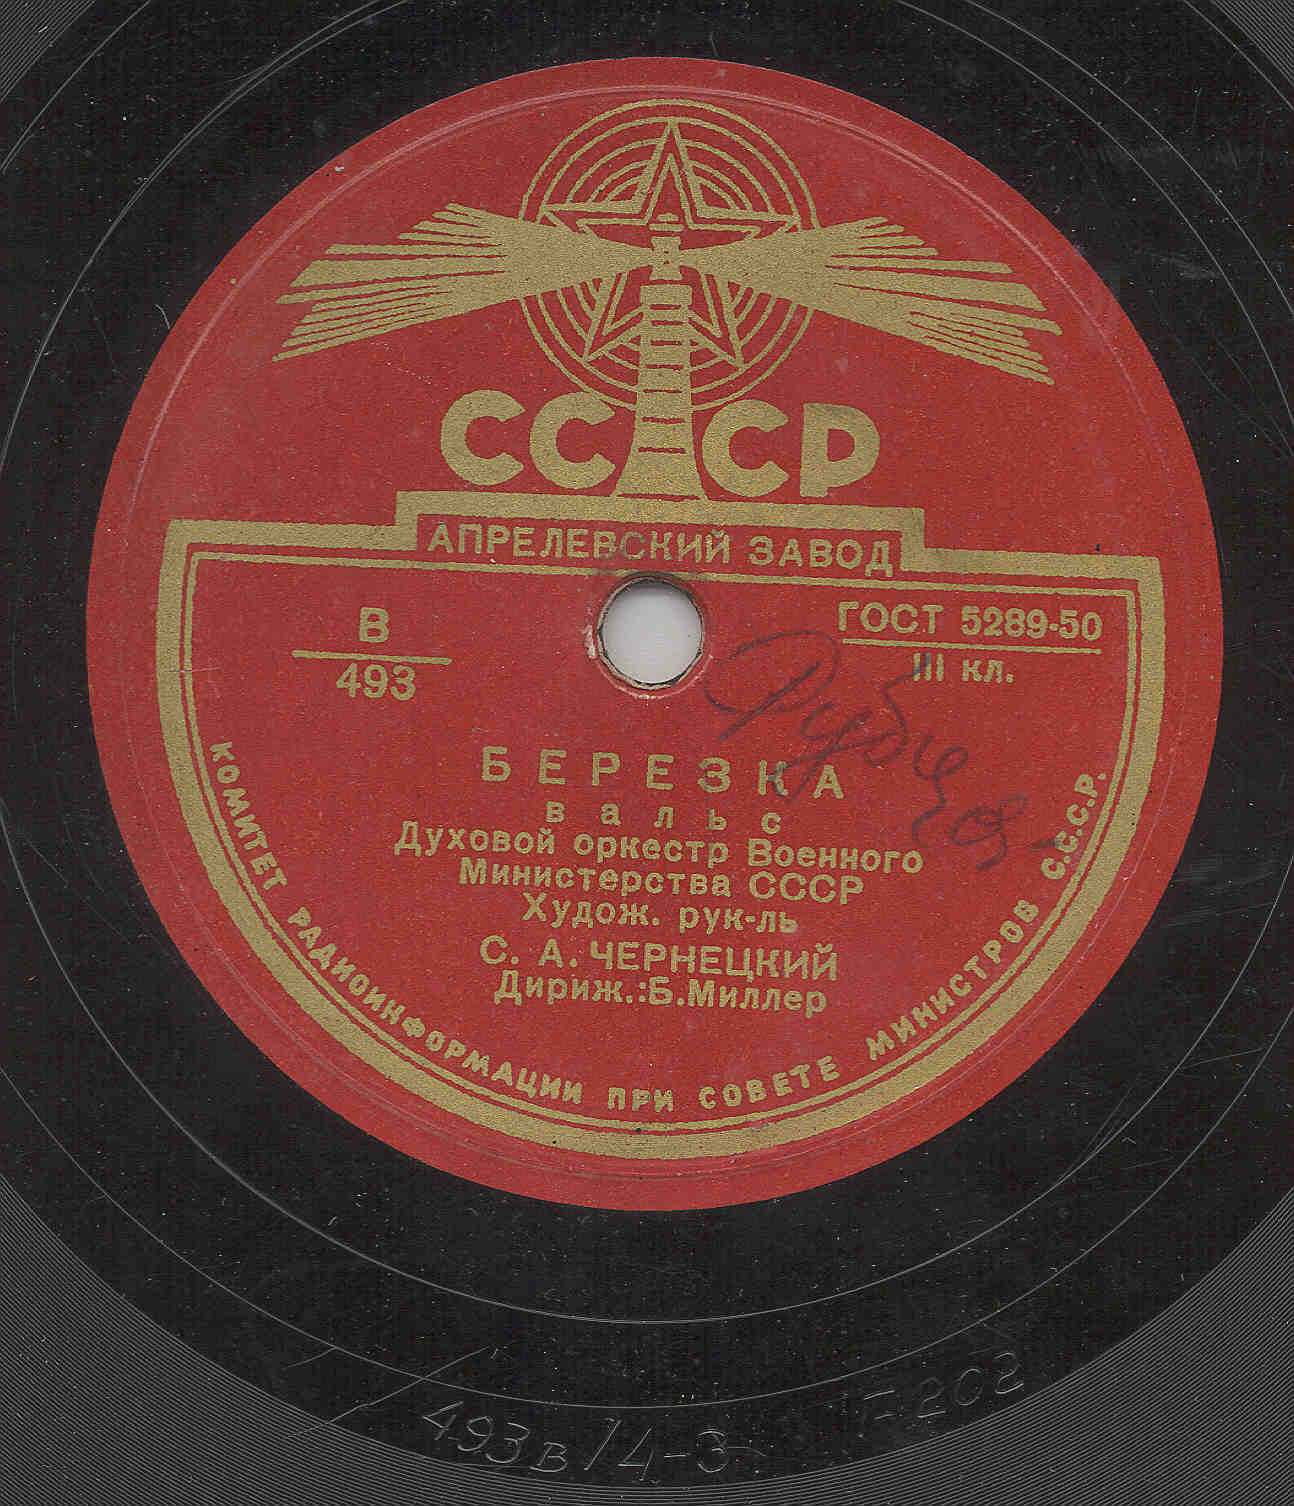 СССР
АПРЕЛЕВСКИЙ ЗАВОД
В
493
ГОСТ 5289-50
III кл.
БЕРЕЗКА
вальс
Духовой оркестр Военного
Министерства СССР
Худож. рук-ль
С. А. ЧЕРНЕЦКИЙ
Дириж.: Б. Миллер
КОМИТЕТ РАДИОИНФОРМАЦИИ ПРИ СОВЕТЕ МИНИСТРОВ С.С.С.Р.
493в/4-3